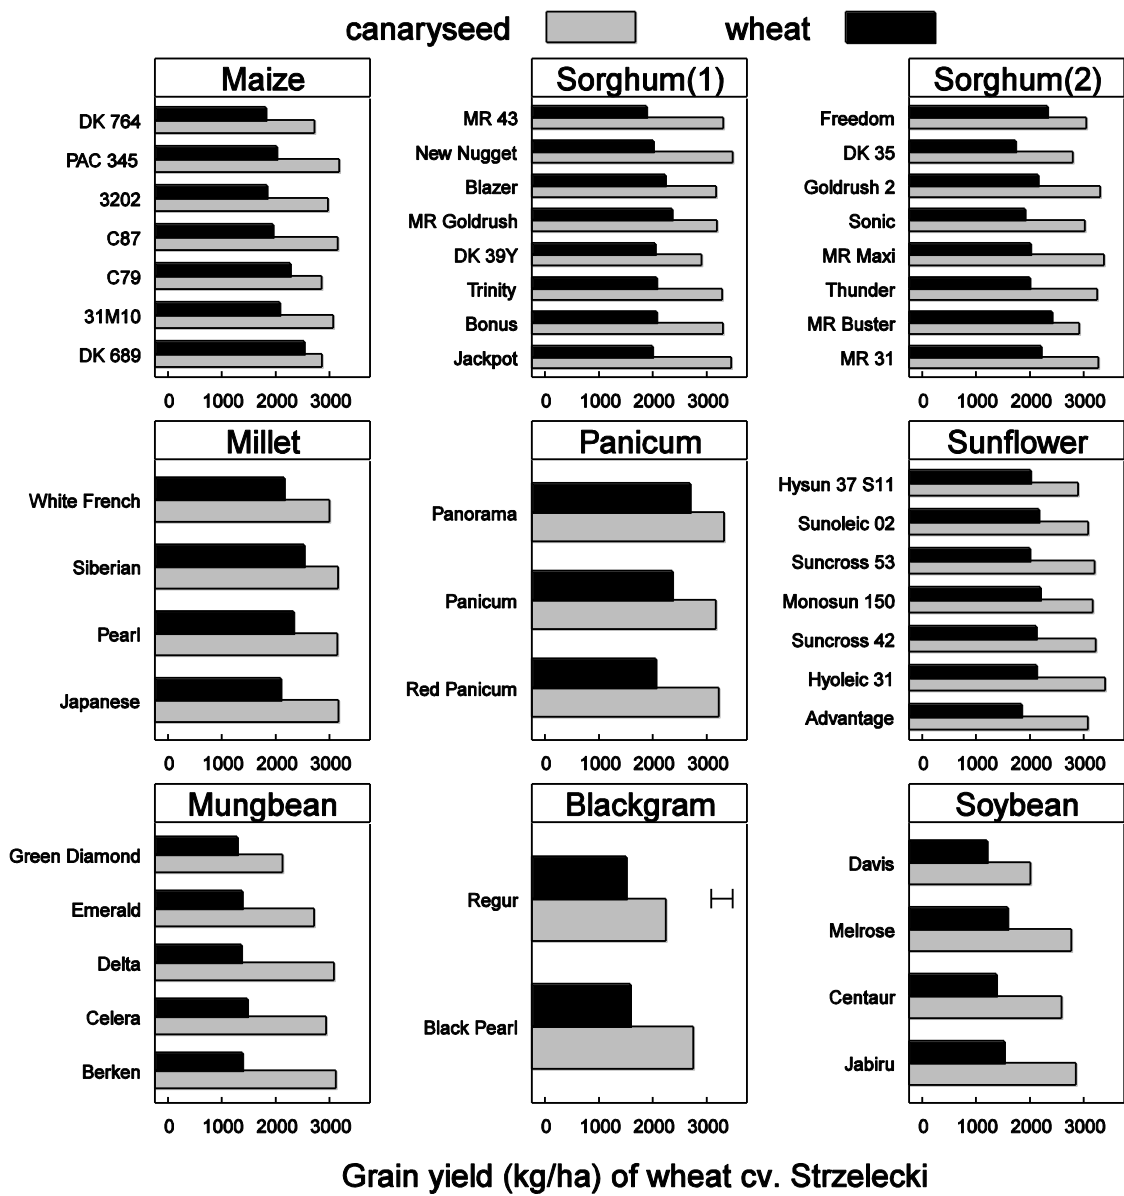 canaryseed wheat
Maize Sorghum(1) Sorghum(2)
DK 764
PAC 345
3202
C87
C79
31M10
DK 689
0 1000 2000 3000
MR 43
New Nugget
Blazer
MR Goldrush
DK 39Y
Trinity
Bonus
Jackpot
0 1000 2000 3000
Freedom
DK 35
Goldrush 2
Sonic
MR Maxi
Thunder
MR Buster
MR 31
0 1000 2000 3000
Millet Panicum Sunflower
White French
Siberian
Pearl
Japanese
0 1000 2000 3000
Panorama
Panicum
Red Panicum
0 1000 2000 3000
Hysun 37 S11
Sunoleic 02
Suncross 53
Monosun 150
Suncross 42
Hyoleic 31
Advantage
0 1000 2000 3000
Mungbean Blackgram Soybean
Green Diamond
Emerald
Delta
Celera
Berken
0 1000 2000 3000
Regur
Black Pearl
0 1000 2000 3000
Davis
Melrose
Centaur
Jabiru
0 1000 2000 3000
Grain yield (kg/ha) of wheat cv. Strzelecki